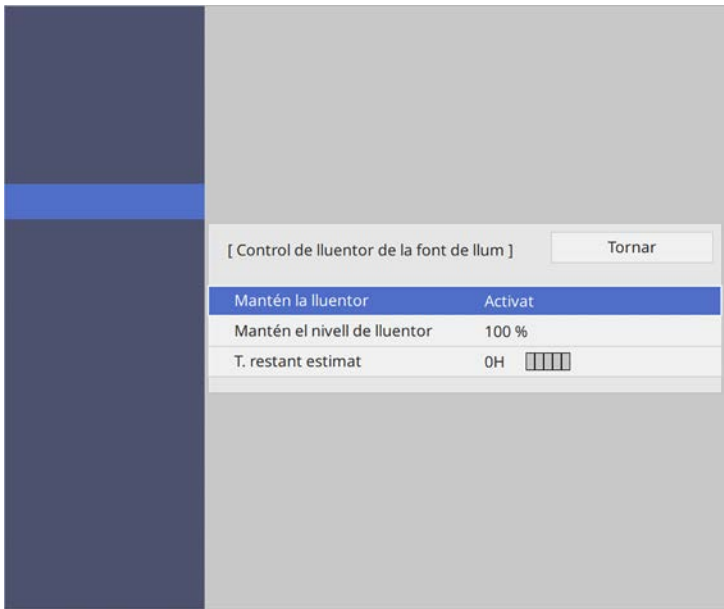 [ Control de lluentor de la font de llum ] Tornar
Mantén la lluentor Activat
Mantén el nivell de lluentor 100 %
T. restant estimat 0H